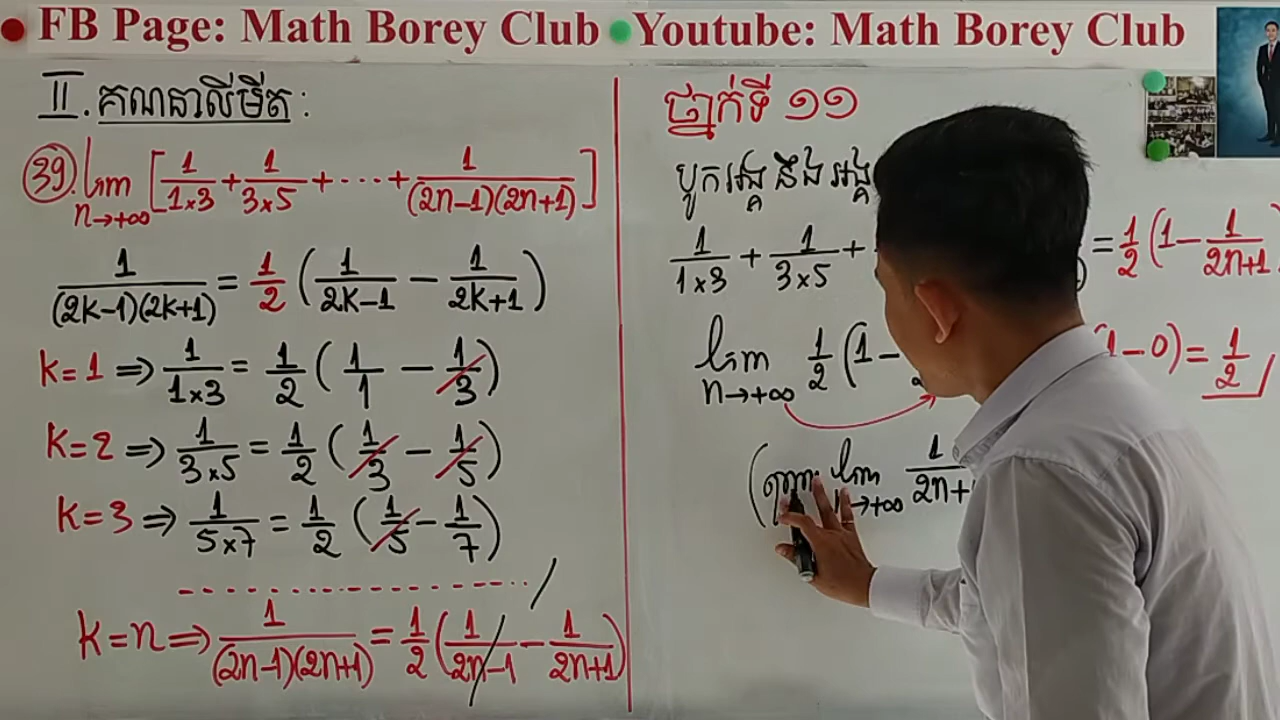 FB Page: Math Borey Club Youtube: Math Borey Club
II. គណនាលីមីត :
39. lim n→+∞ [1/(1×3) + 1/(3×5) + ... + 1/((2n-1)(2n+1))]
1/((2k-1)(2k+1)) = 1/2 (1/(2k-1) - 1/(2k+1))
k=1 ⇒ 1/(1×3) = 1/2 (1/1 - 1/3)
k=2 ⇒ 1/(3×5) = 1/2 (1/3 - 1/5)
k=3 ⇒ 1/(5×7) = 1/2 (1/5 - 1/7)
k=n ⇒ 1/((2n-1)(2n+1)) = 1/2 (1/(2n-1) - 1/(2n+1))
ថ្នាក់ទី ១១
បូកអង្គ នឹង អង្គ
1/(1×3) + 1/(3×5) + = 1/2 (1 - 1/(2n+1)
lim n→+∞ 1/2 (1 - (1-0) = 1/2
( lim n→+∞ 1/(2n+